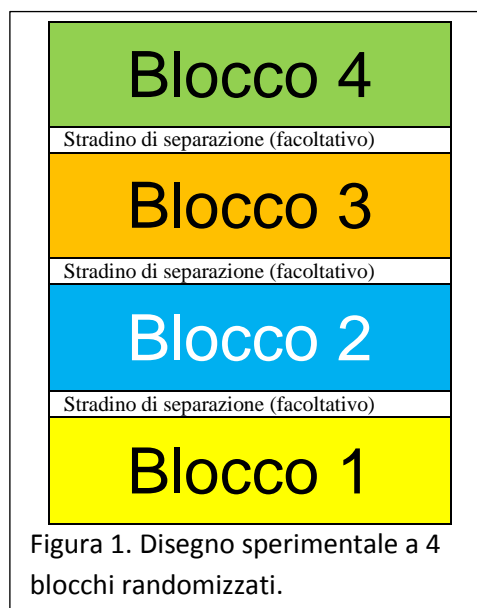 Blocco 4
Stradino di separazione (facoltativo)
Blocco 3
Stradino di separazione (facoltativo)
Blocco 2
Stradino di separazione (facoltativo)
Blocco 1
Figura 1. Disegno sperimentale a 4
blocchi randomizzati.